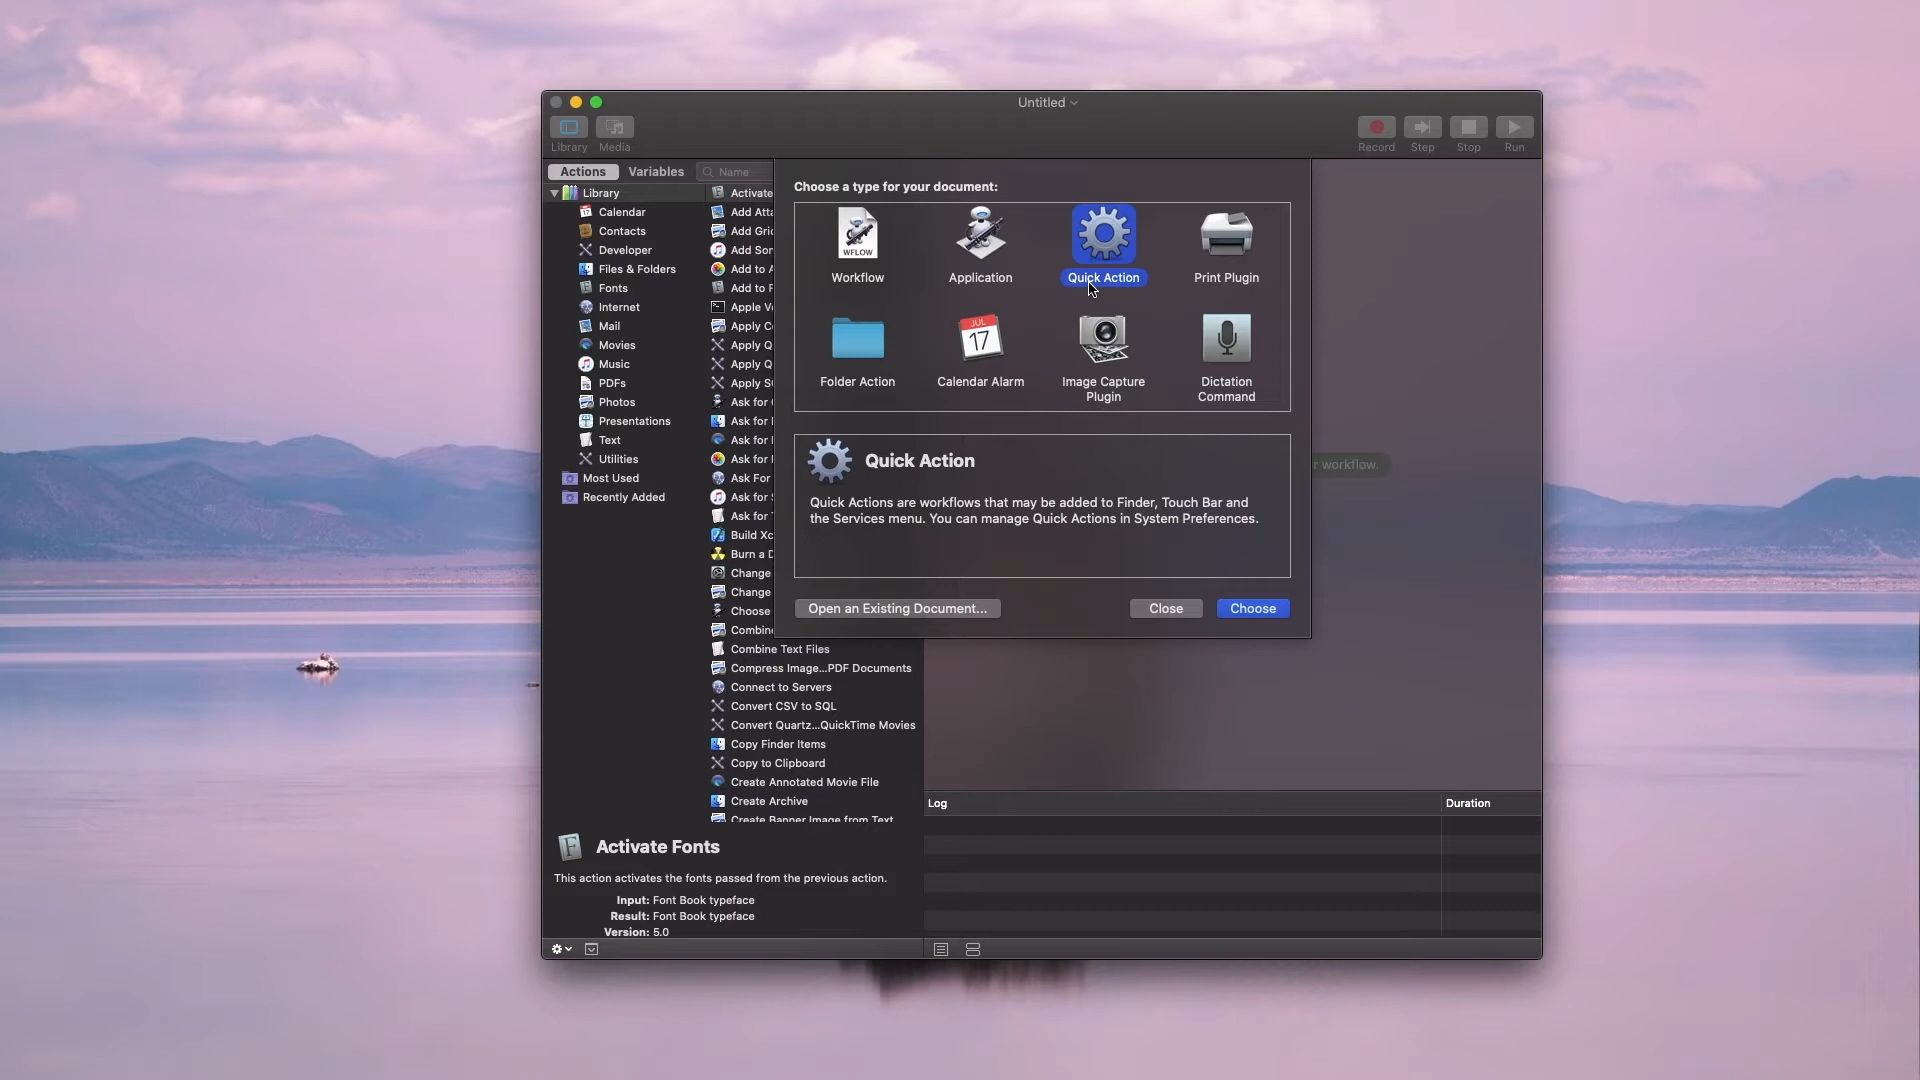 Untitled
Library
Media
Record
Step
Stop
Run
Actions
Variables
Name
Library
Calendar
Contacts
Developer
Files & Folders
Fonts
Internet
Mail
Movies
Music
PDFs
Photos
Presentations
Text
Utilities
Most Used
Recently Added
Activate
Add Atta
Add Gric
Add Son
Add to A
Add to F
Apple Ve
Apply C
Apply Q
Apply Q
Apply S
Ask for
Ask for
Ask for
Ask for
Ask For
Ask for
Ask for
Build Xc
Burn a D
Change
Change
Choose
Combin
Combine Text Files
Compress Image...PDF Documents
Connect to Servers
Convert CSV to SQL
Convert Quartz...QuickTime Movies
Copy Finder Items
Copy to Clipboard
Create Annotated Movie File
Create Archive
Create Banner Image from Text
Choose a type for your document:
WFLOW
Workflow
Application
Quick Action
Print Plugin
Folder Action
JUL
17
Calendar Alarm
Image Capture
Plugin
Dictation
Command
Quick Action
Quick Actions are workflows that may be added to Finder, Touch Bar and
the Services menu. You can manage Quick Actions in System Preferences.
Open an Existing Document...
Close
Choose
r workflow.
Log
Duration
Activate Fonts
This action activates the fonts passed from the previous action.
Input: Font Book typeface
Result: Font Book typeface
Version: 5.0